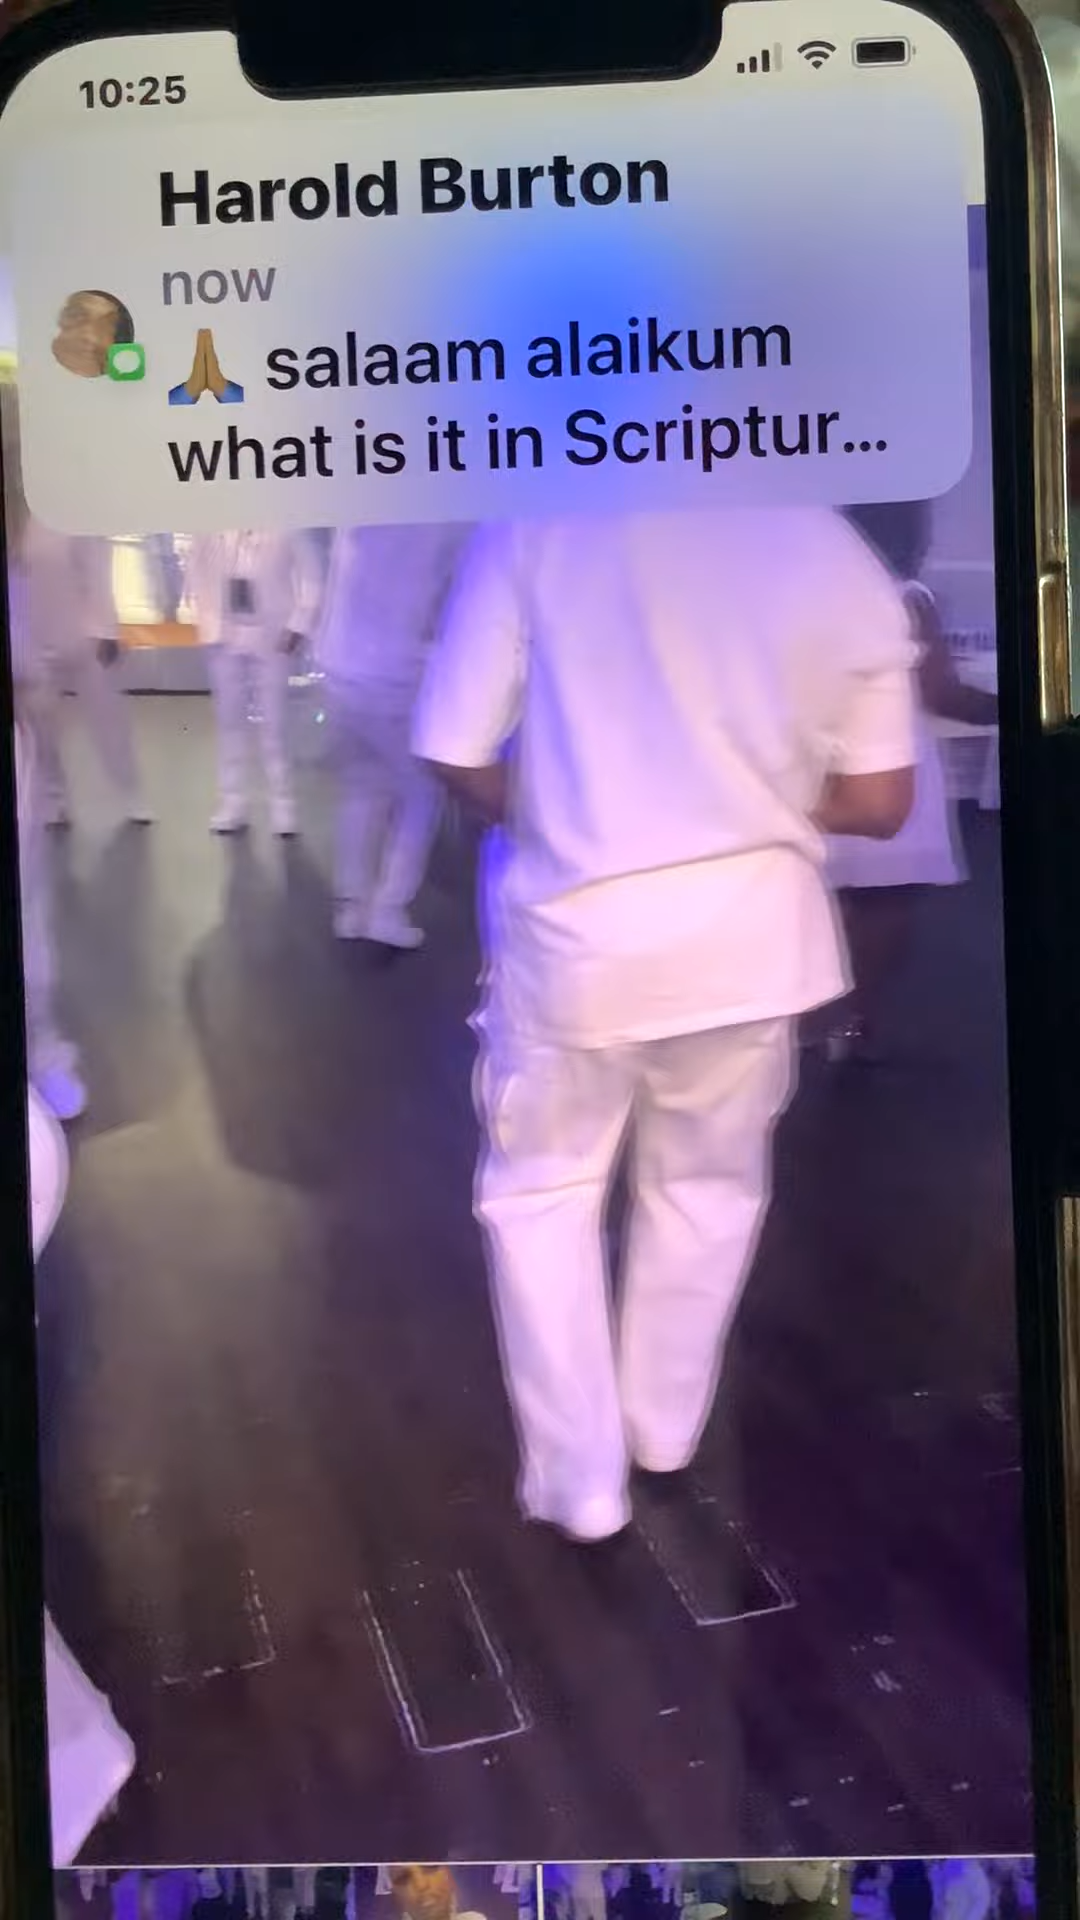 10:25
Harold Burton
now
🙏🏽 salaam alaikum
what is it in Scriptur...